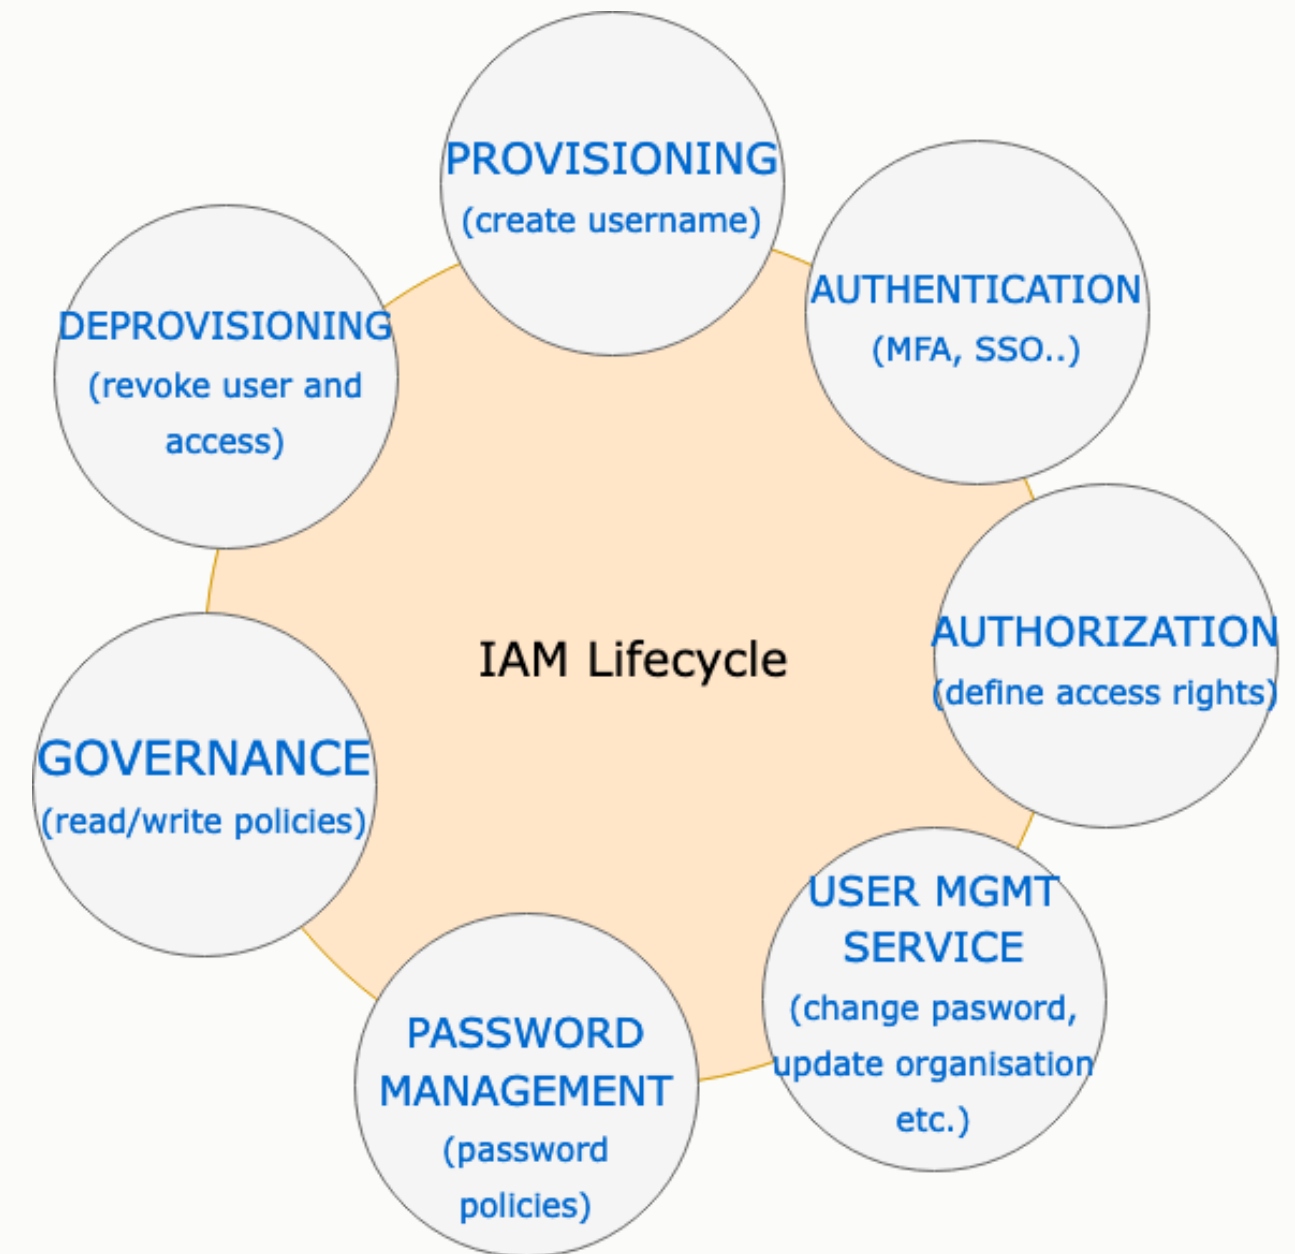 PROVISIONING
(create username)
AUTHENTICATION
(MFA, SSO..)
AUTHORIZATION
(define access rights)
USER MGMT
SERVICE
(change pasword,
update organisation
etc.)
PASSWORD
MANAGEMENT
(password
policies)
GOVERNANCE
(read/write policies)
DEPROVISIONING
(revoke user and
access)
IAM Lifecycle